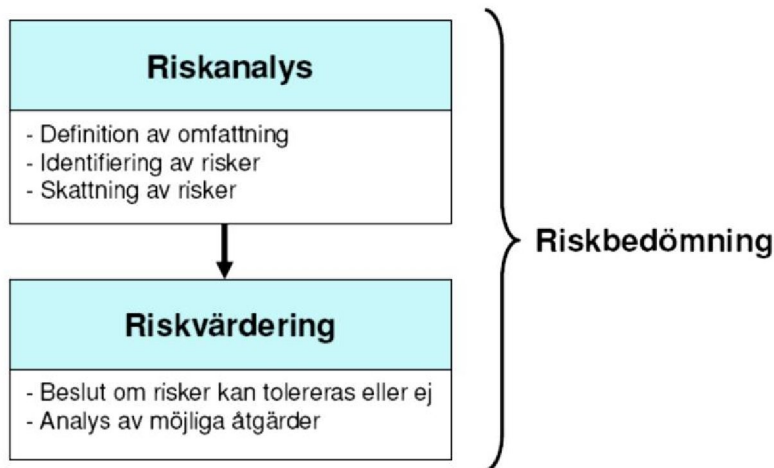 Riskanalys
- Definition av omfattning
- Identifiering av risker
- Skattning av risker
Riskvärdering
- Beslut om risker kan tolereras eller ej
- Analys av möjliga åtgärder
Riskbedömning